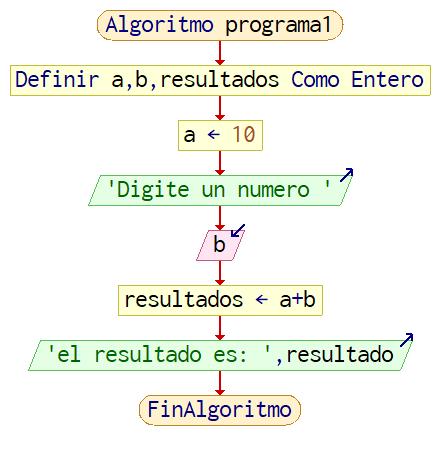 Algoritmo programa1
Definir a,b,resultados Como Entero
a ← 10
'Digite un numero '
b
resultados ← a+b
'el resultado es: ',resultado
FinAlgoritmo